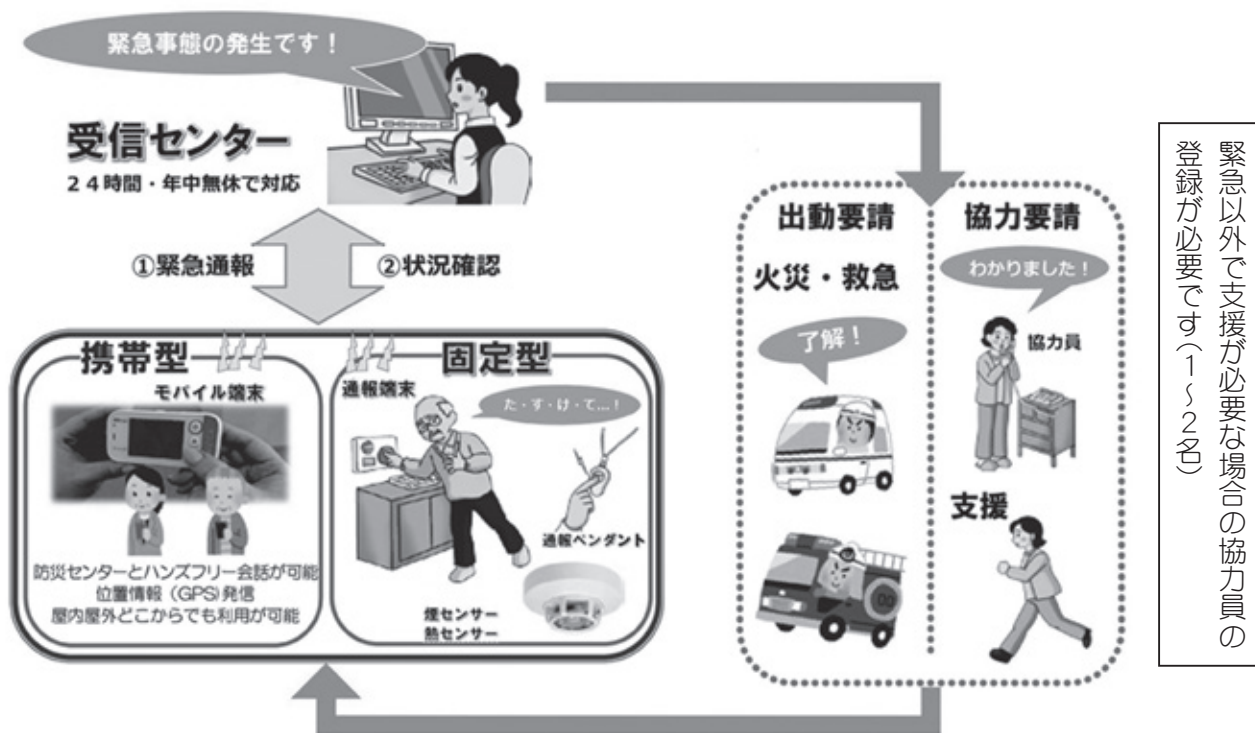 緊急事態の発生です！
受信センター
２４時間・年中無休で対応
①緊急通報
②状況確認
携帯型
モバイル端末
防災センターとハンズフリー会話が可能
位置情報（GPS)発信
屋内屋外どこからでも利用が可能
固定型
通報端末
た・す・け・て…！
通報ペンダント
煙センサー
熱センサー
出動要請
火災・救急
了解！
協力要請
わかりました！
協力員
支援
緊急以外で支援が必要な場合の協力員の
登録が必要です（１～２名）